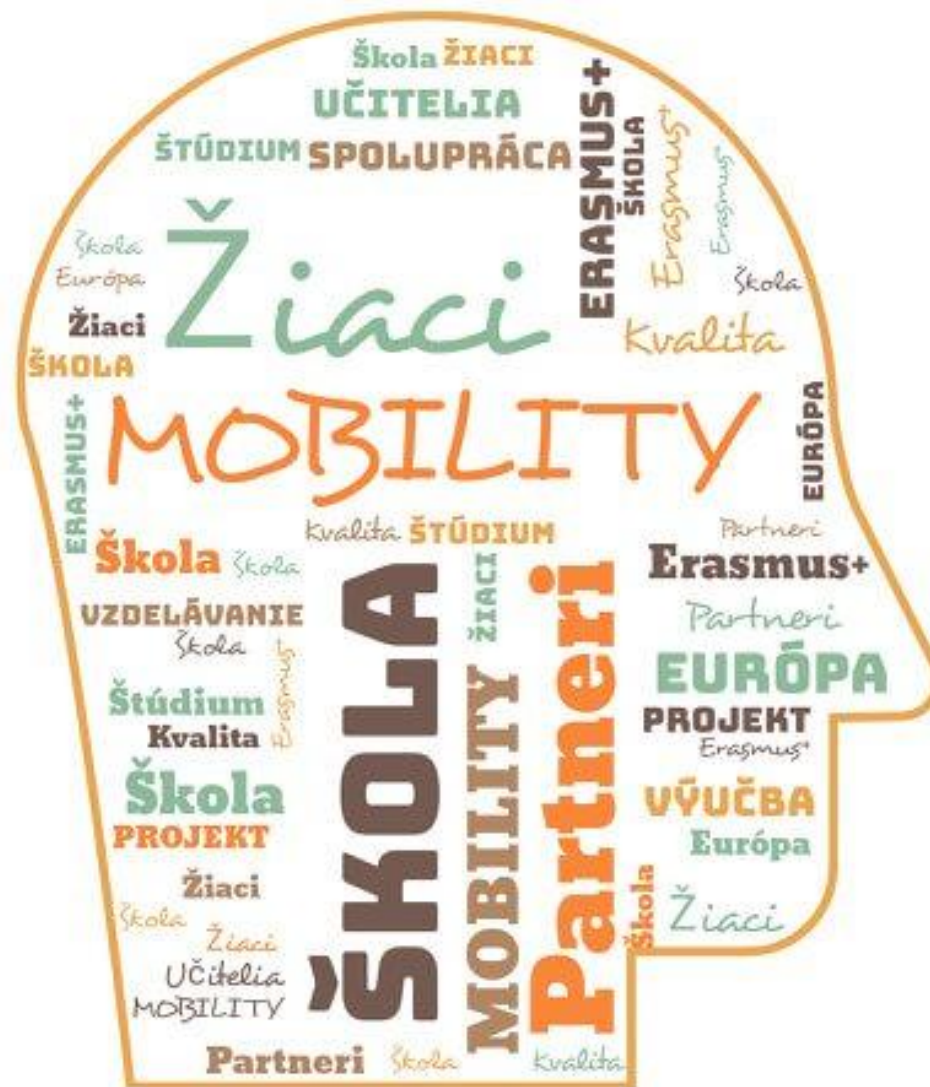 Škola ŽIACI
UČITELIA
ŠTÚDIUM SPOLUPRÁCA
ERASMUS+
ŠKOLA
Erasmus+
Erasmus+
Škola
Európa
Žiaci
ŠKOLA
Žiaci
Škola
Kvalita
MOBILITY
ERASMUS+
EURÓPA
Kvalita ŠTÚDIUM
Partneri
Škola Škola
Erasmus+
VZDELÁVANIE
Škola
Erasmus+
Štúdium
Kvalita
Škola
PROJEKT
Žiaci
Škola
Žiaci
UČitelia
MOBILITY
ŠKOLA
ŽIACI
MOBILITY
Partneri
Partneri
EURÓPA
PROJEKT
Erasmus+
VÝUČBA
Európa
Škola
Žiaci
Partneri Škola Kvalita